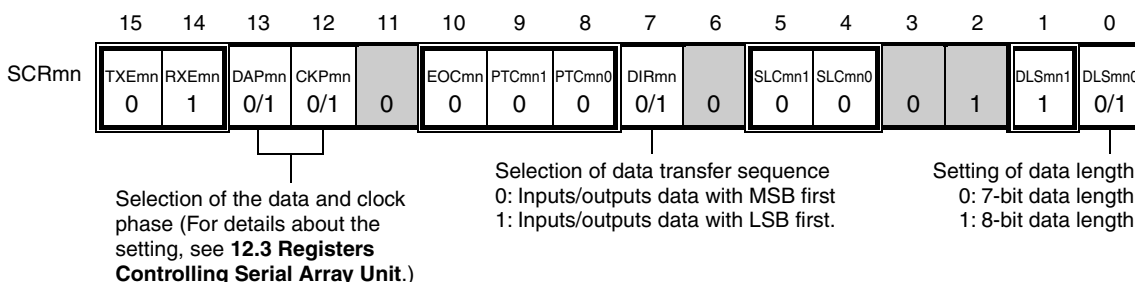 15 14 13 12 11 10 9 8 7 6 5 4 3 2 1 0
SCRmn
TXEmn RXEmn DAPmn CKPmn EOCmn PTCmn1 PTCmn0 DIRmn SLCmn1 SLCmn0 DLSmn1 DLSmn0
0 1 0/1 0/1 0 0 0 0 0/1 0 0 0 0 1 1 0/1
Selection of the data and clock
phase (For details about the
setting, see 12.3 Registers
Controlling Serial Array Unit.)
Selection of data transfer sequence
0: Inputs/outputs data with MSB first
1: Inputs/outputs data with LSB first.
Setting of data length
0: 7-bit data length
1: 8-bit data length